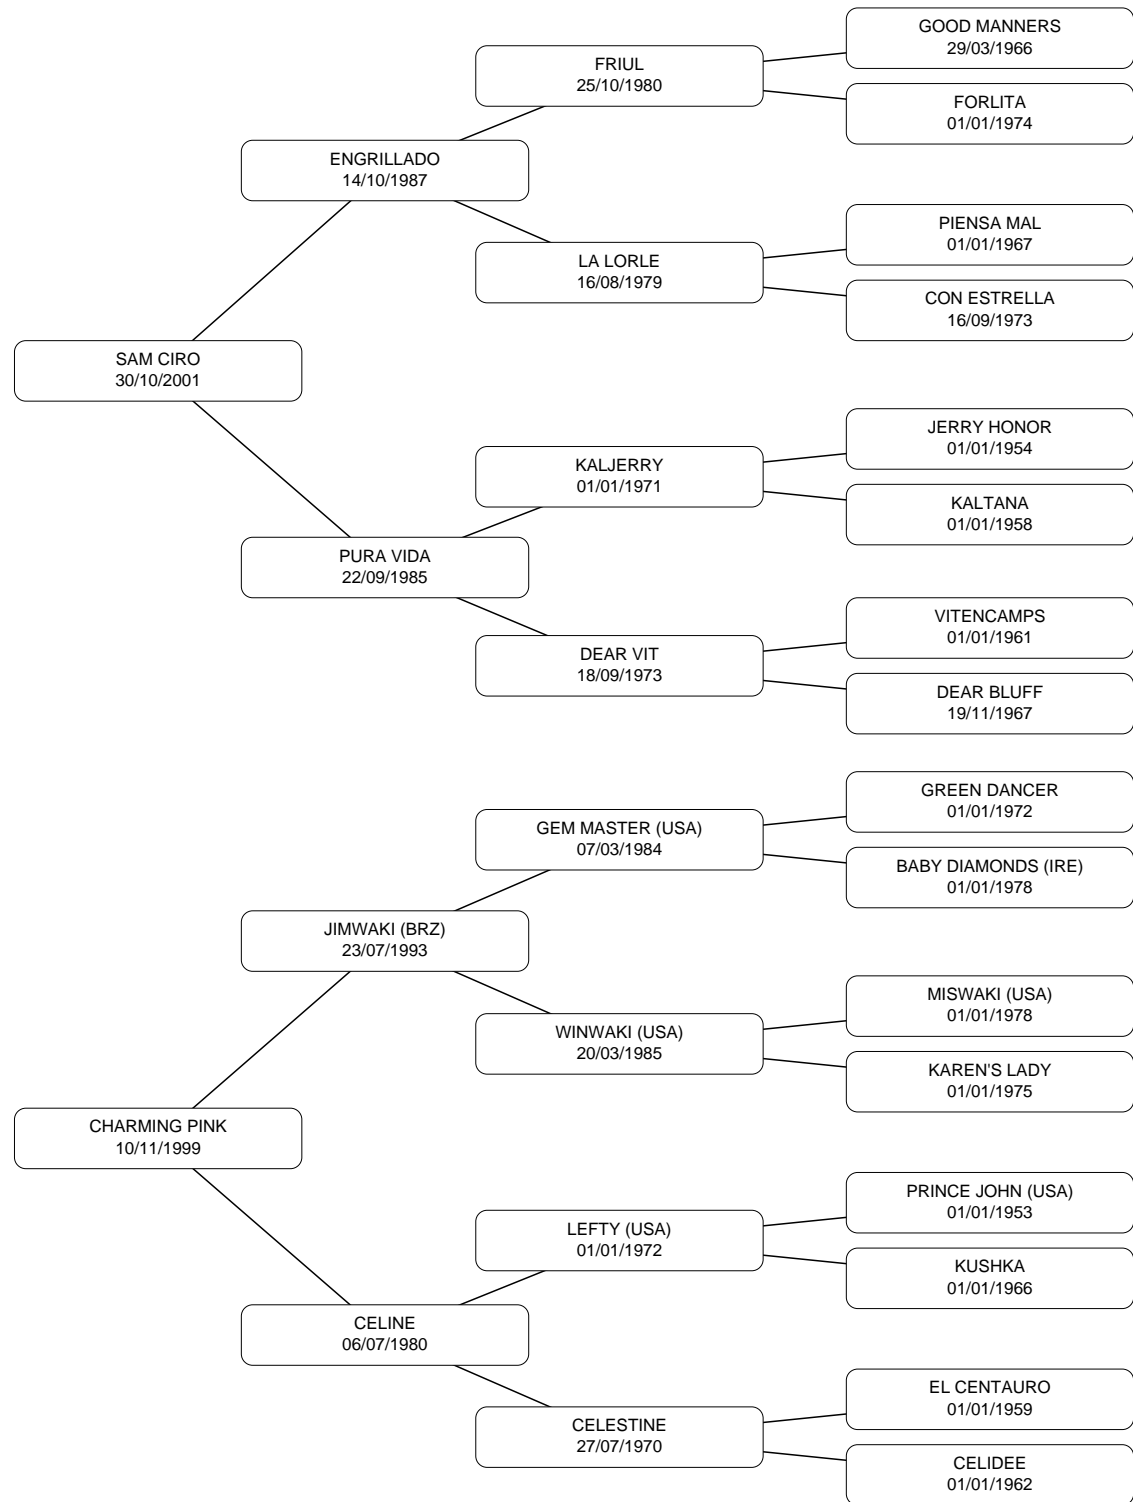 GOOD MANNERS
29/03/1966
FRIUL
25/10/1980
FORLITA
01/01/1974
ENGRILLADO
14/10/1987
PIENSA MAL
01/01/1967
LA LORLE
16/08/1979
CON ESTRELLA
16/09/1973
SAM CIRO
30/10/2001
JERRY HONOR
01/01/1954
KALJERRY
01/01/1971
KALTANA
01/01/1958
PURA VIDA
22/09/1985
VITENCAMPS
01/01/1961
DEAR VIT
18/09/1973
DEAR BLUFF
19/11/1967
GREEN DANCER
01/01/1972
GEM MASTER (USA)
07/03/1984
BABY DIAMONDS (IRE)
01/01/1978
JIMWAKI (BRZ)
23/07/1993
MISWAKI (USA)
01/01/1978
WINWAKI (USA)
20/03/1985
KAREN'S LADY
01/01/1975
CHARMING PINK
10/11/1999
PRINCE JOHN (USA)
01/01/1953
LEFTY (USA)
01/01/1972
KUSHKA
01/01/1966
CELINE
06/07/1980
EL CENTAURO
01/01/1959
CELESTINE
27/07/1970
CELIDEE
01/01/1962